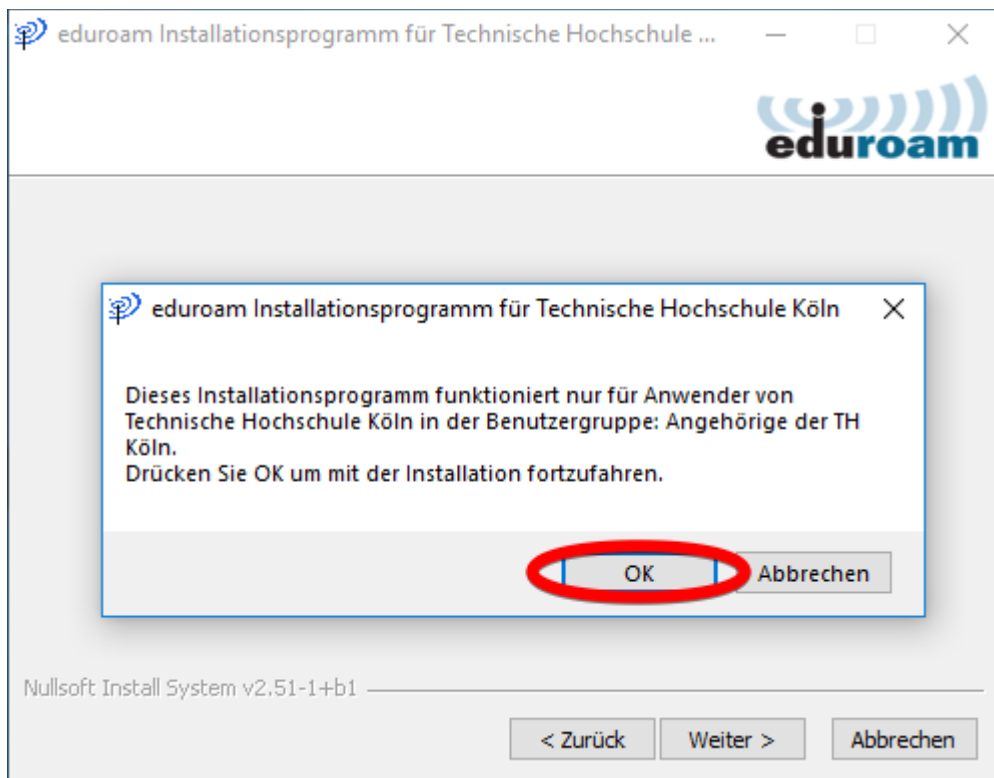 eduroam Installationsprogramm für Technische Hochschule ...
eduroam
eduroam Installationsprogramm für Technische Hochschule Köln
Dieses Installationsprogramm funktioniert nur für Anwender von
Technische Hochschule Köln in der Benutzergruppe: Angehörige der TH
Köln.
Drücken Sie OK um mit der Installation fortzufahren.
OK
Abbrechen
Nullsoft Install System v2.51-1+b1
< Zurück
Weiter >
Abbrechen